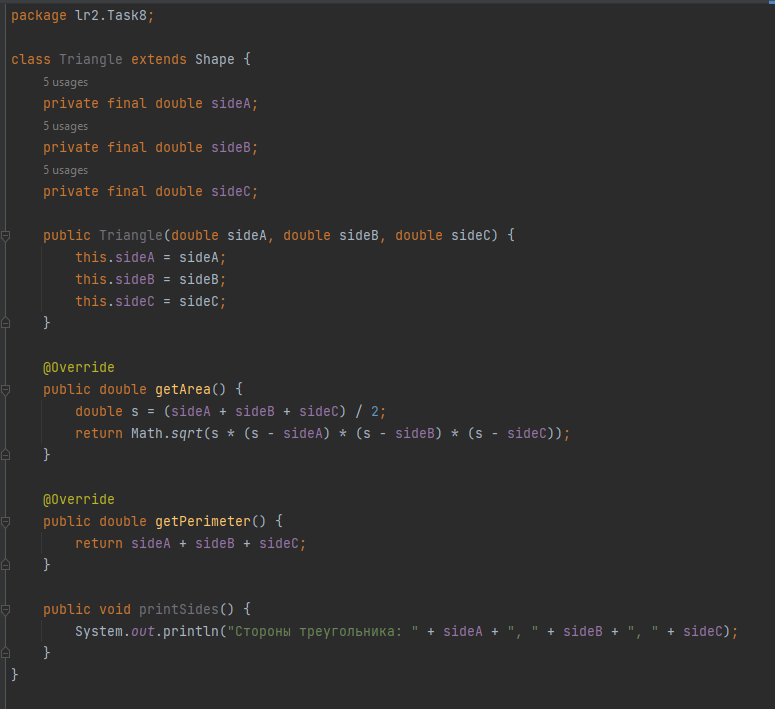 package lr2.Task8;
class Triangle extends Shape {
5 usages
private final double sideA;
5 usages
private final double sideB;
5 usages
private final double sideC;
public Triangle(double sideA, double sideB, double sideC) {
this.sideA = sideA;
this.sideB = sideB;
this.sideC = sideC;
}
@Override
public double getArea() {
double s = (sideA + sideB + sideC) / 2;
return Math.sqrt(s * (s - sideA) * (s - sideB) * (s - sideC));
}
@Override
public double getPerimeter() {
return sideA + sideB + sideC;
}
public void printSides() {
System.out.println("Стороны треугольника: " + sideA + ", " + sideB + ", " + sideC);
}
}